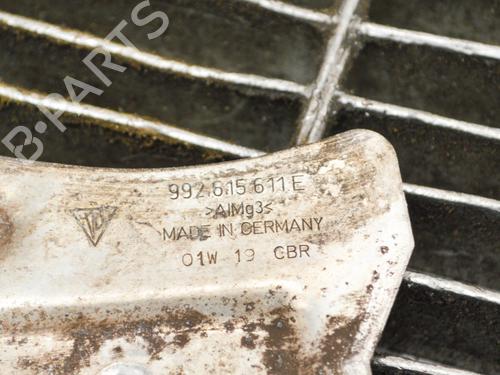 B-PARTS
992.615.611.E
>AlMg3<
MADE IN GERMANY
01W 19 GBR